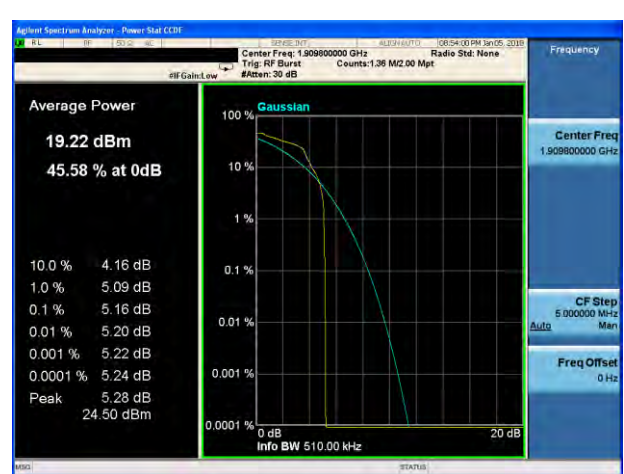 Agilent Spectrum Analyzer - Power Stat CCDF
RL RF 50 Ω AC SENSE:INT ALIGN AUTO 08:54:00 PM Jan 05, 2019
Center Freq: 1.909800000 GHz Radio Std: None
Trig: RF Burst Counts:1.36 M/2.00 Mpt
#IFGain:Low #Atten: 30 dB
Frequency
Average Power
19.22 dBm
45.58 % at 0dB
10.0 % 4.16 dB
1.0 % 5.09 dB
0.1 % 5.16 dB
0.01 % 5.20 dB
0.001 % 5.22 dB
0.0001 % 5.24 dB
Peak 5.28 dB
24.50 dBm
Gaussian
100 %
10 %
1 %
0.1 %
0.01 %
0.001 %
0.0001 %
0 dB 20 dB
Info BW 510.00 kHz
Center Freq
1.909800000 GHz
CF Step
5.000000 MHz
Auto Man
Freq Offset
0 Hz
MSG STATUS